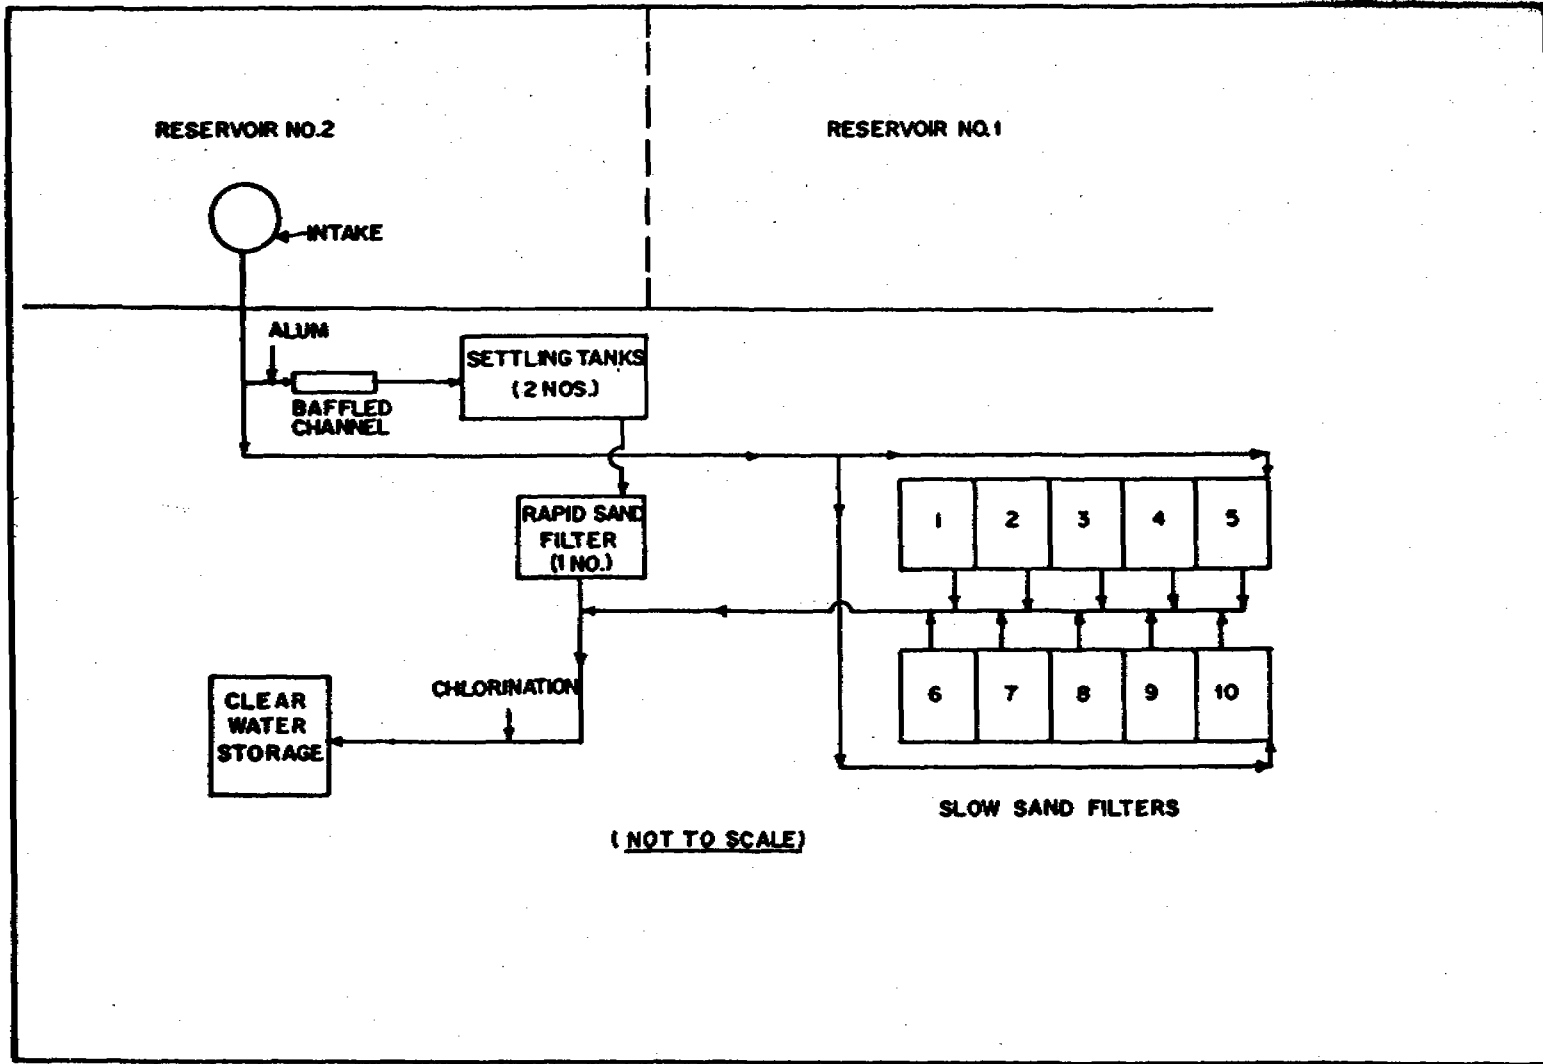 RESERVOIR NO.2
RESERVOIR NO.1
INTAKE
ALUM
SETTLING TANKS
(2 NOS.)
BAFFLED
CHANNEL
RAPID SAND
FILTER
(1 NO.)
1 2 3 4 5
6 7 8 9 10
CHLORINATION
CLEAR
WATER
STORAGE
SLOW SAND FILTERS
(NOT TO SCALE)